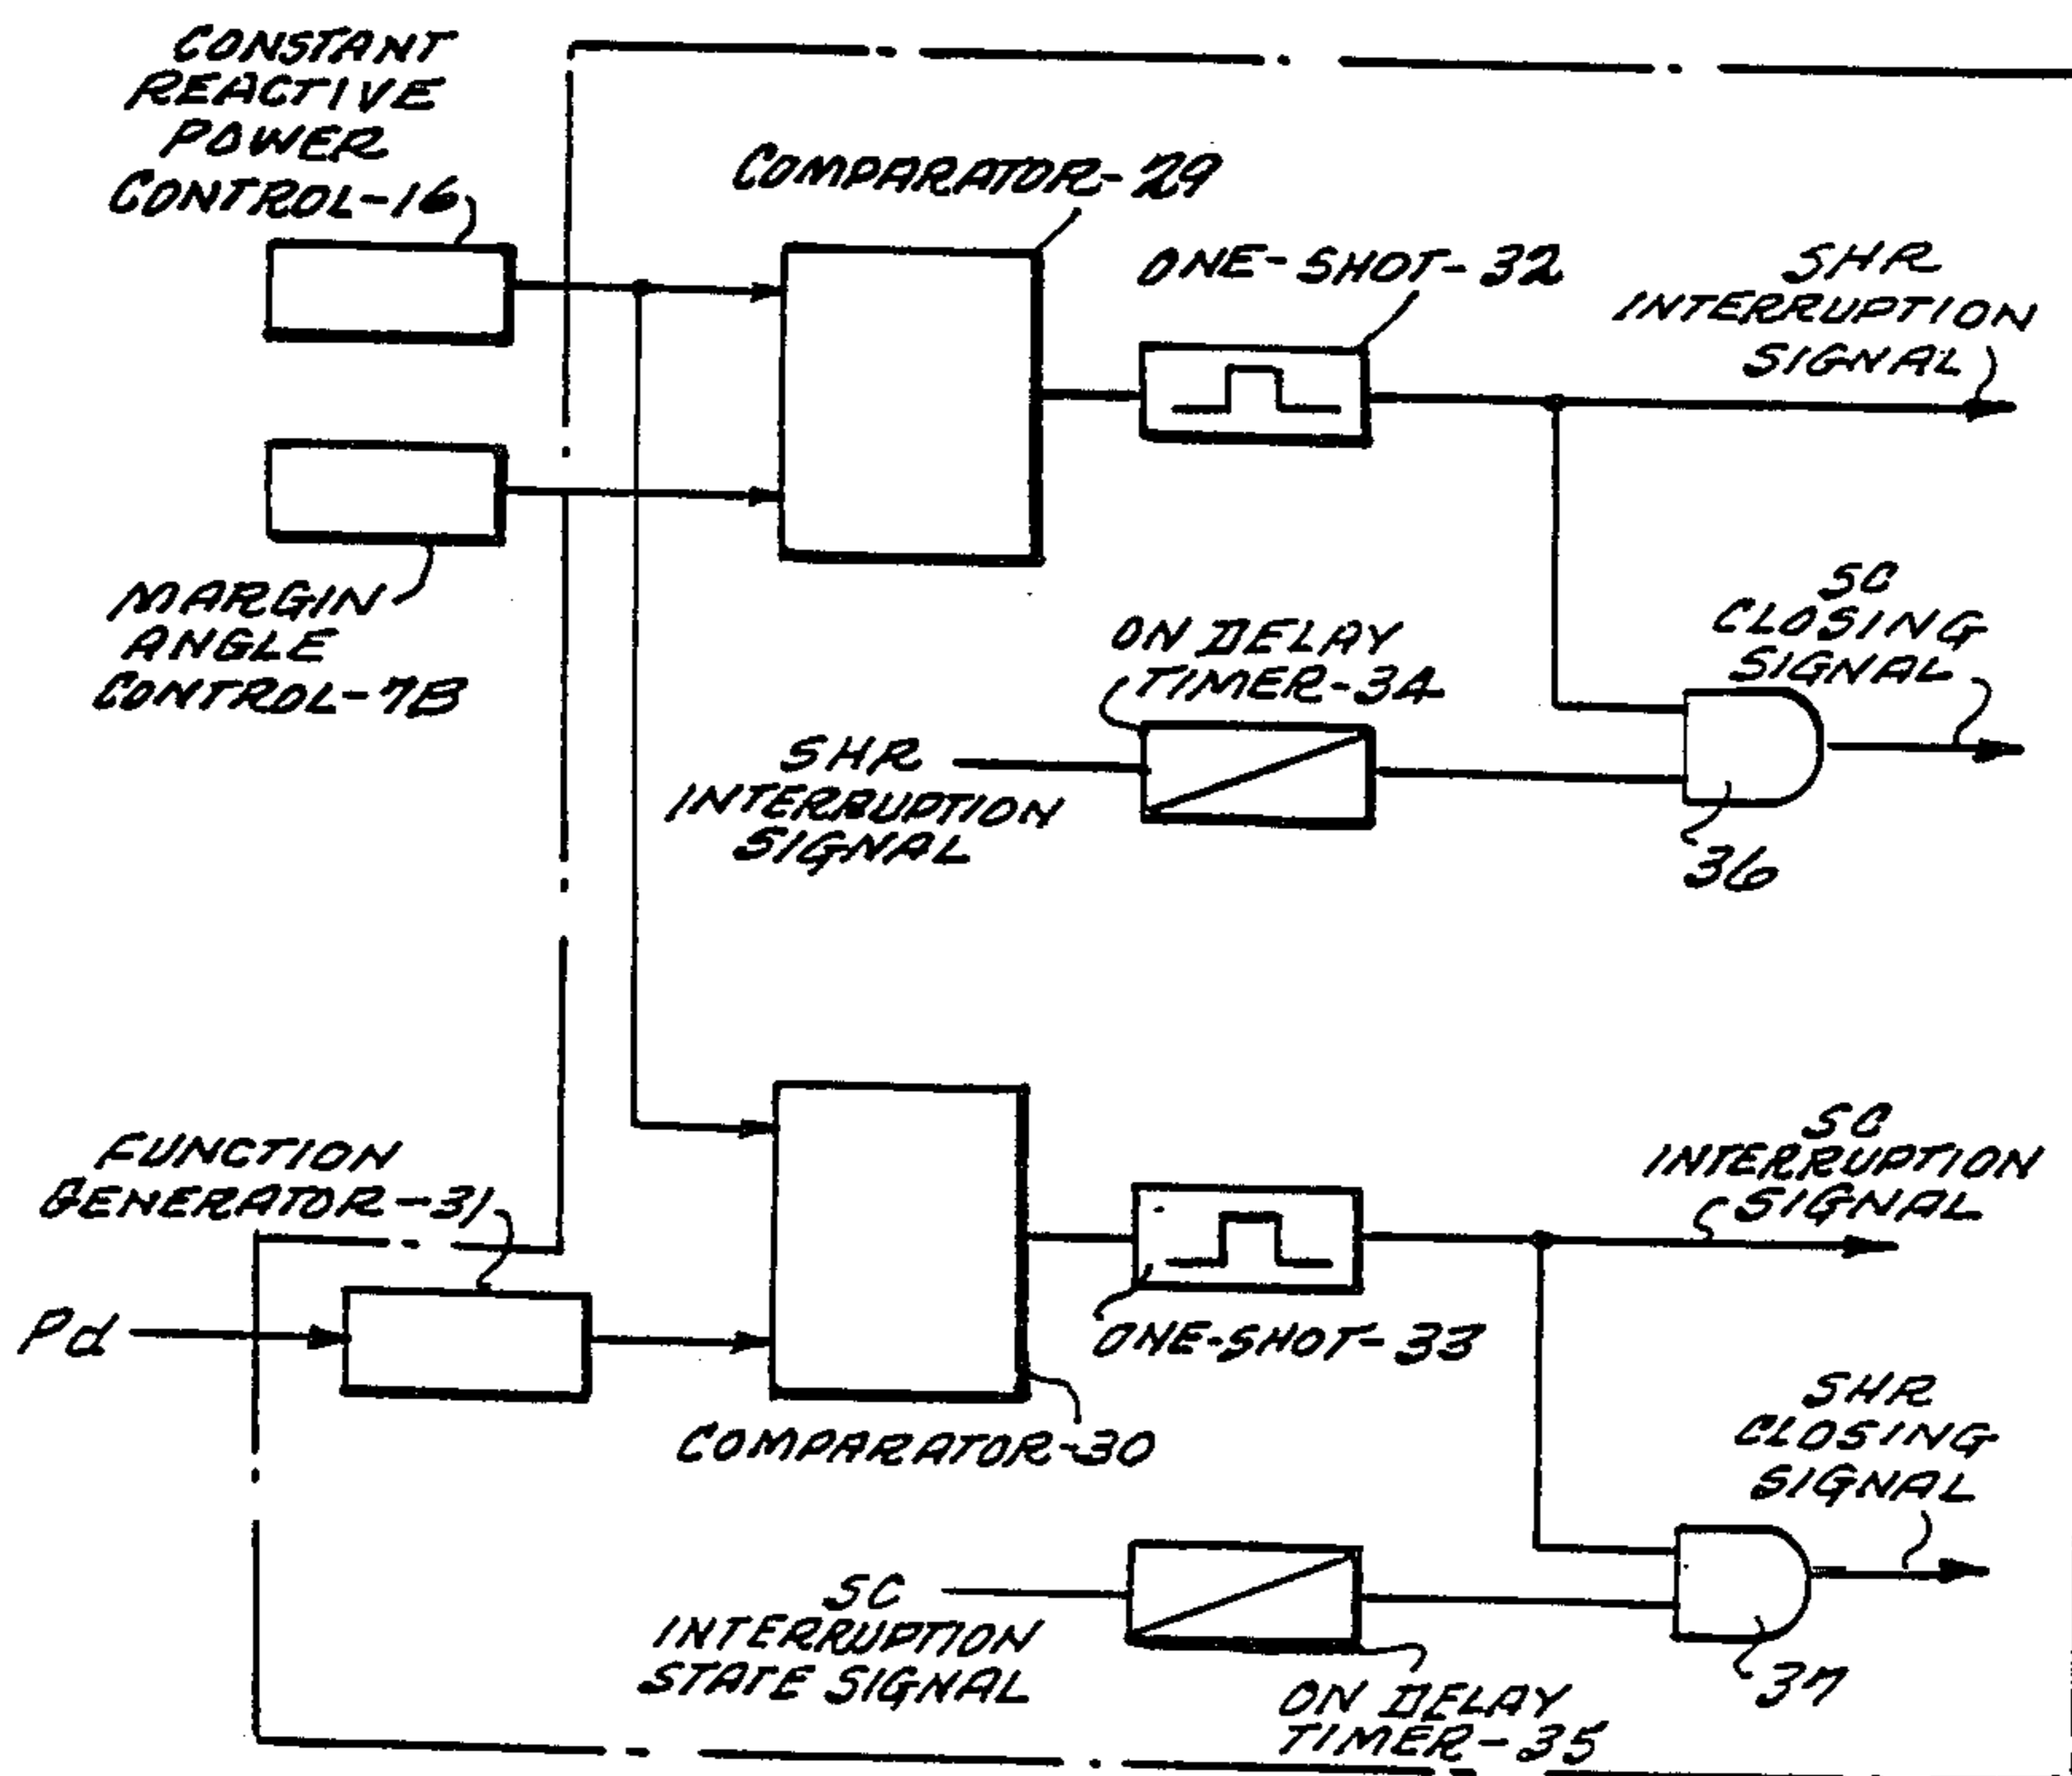 CONSTANT
REACTIVE
POWER
CONTROL-16
COMPARATOR-29
ONE-SHOT-32
SHR
INTERRUPTION
SIGNAL
MARGIN
ANGLE
CONTROL-7B
ON DELAY
TIMER-34
SC
CLOSING
SIGNAL
SHR
INTERRUPTION
SIGNAL
36
FUNCTION
GENERATOR-31
Pd
SC
INTERRUPTION
SIGNAL
ONE-SHOT-33
COMPARATOR-30
SHR
CLOSING
SIGNAL
SC
INTERRUPTION
STATE SIGNAL
ON DELAY
TIMER-35
37